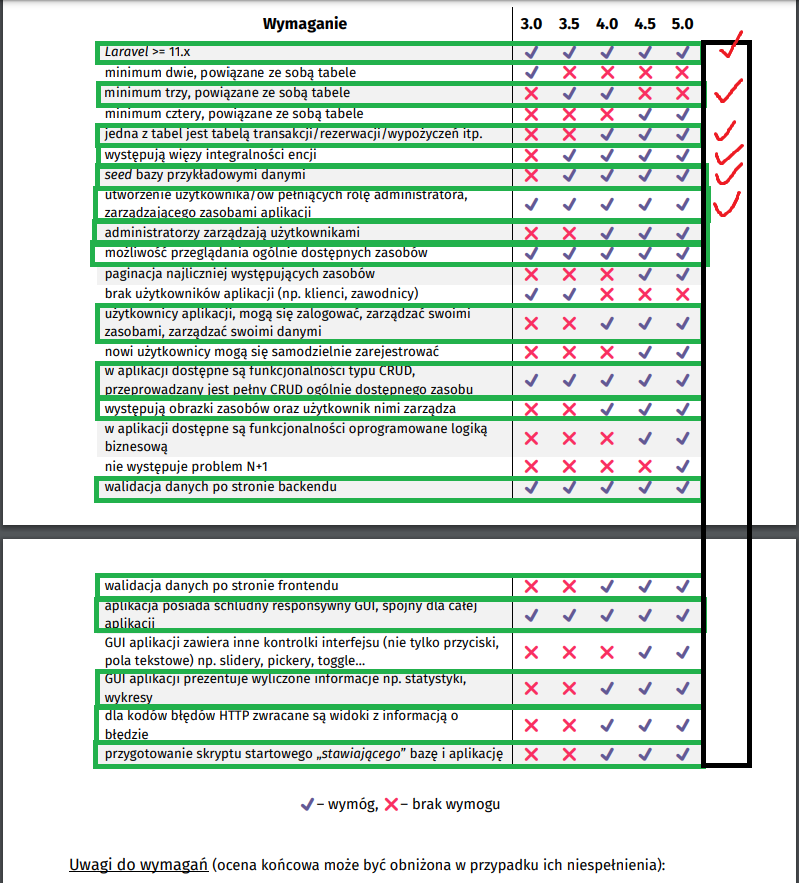 Wymaganie 3.0 3.5 4.0 4.5 5.0
Laravel >= 11.x
minimum dwie, powiązane ze sobą tabele
minimum trzy, powiązane ze sobą tabele
minimum cztery, powiązane ze sobą tabele
jedna z tabel jest tabelą transakcji/rezerwacji/wypożyczeń itp.
występują więzy integralności encji
seed bazy przykładowymi danymi
utworzenie użytkownika/ów pełniących rolę administratora,
zarządzającego zasobami aplikacji
administratorzy zarządzają użytkownikami
możliwość przeglądania ogólnie dostępnych zasobów
paginacja najliczniej występujących zasobów
brak użytkowników aplikacji (np. klienci, zawodnicy)
użytkownicy aplikacji, mogą się zalogować, zarządzać swoimi
zasobami, zarządzać swoimi danymi
nowi użytkownicy mogą się samodzielnie zarejestrować
w aplikacji dostępne są funkcjonalności typu CRUD,
przeprowadzany jest pełny CRUD ogólnie dostępnego zasobu
występują obrazki zasobów oraz użytkownik nimi zarządza
w aplikacji dostępne są funkcjonalności oprogramowane logiką
biznesową
nie występuje problem N+1
walidacja danych po stronie backendu
walidacja danych po stronie frontendu
aplikacja posiada schludny responsywny GUI, spójny dla całej
aplikacji
GUI aplikacji zawiera inne kontrolki interfejsu (nie tylko przyciski,
pola tekstowe) np. slidery, pickery, toggle...
GUI aplikacji prezentuje wyliczone informacje np. statystyki,
wykresy
dla kodów błędów HTTP zwracane są widoki z informacją o
błędzie
przygotowanie skryptu startowego „stawiającego” bazę i aplikację
✔ – wymóg, ✖ – brak wymogu
Uwagi do wymagań (ocena końcowa może być obniżona w przypadku ich niespełnienia):